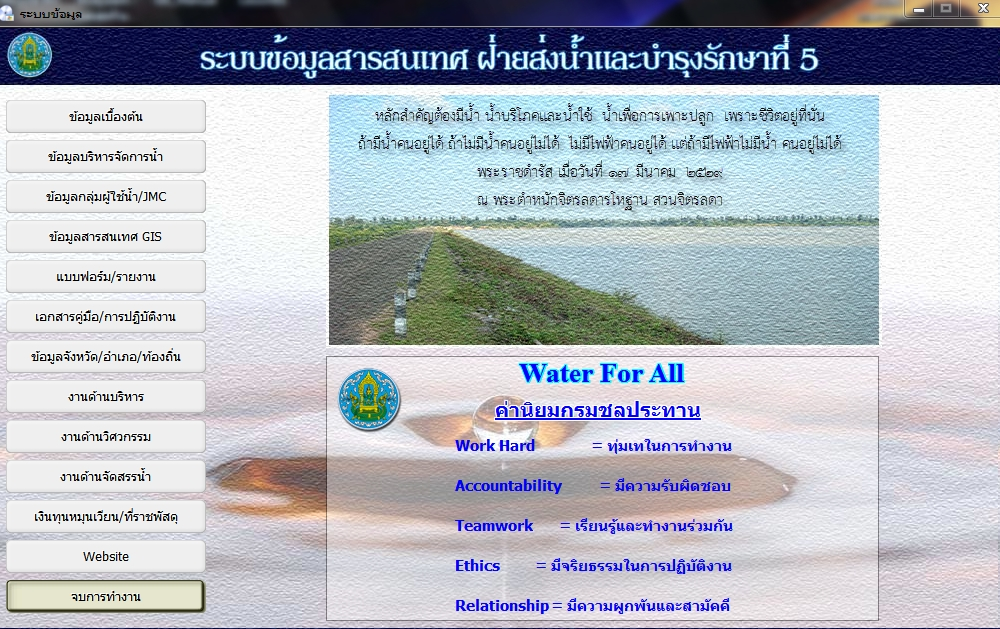 ระบบข้อมูล
ระบบข้อมูลสารสนเทศ ฝ่ายส่งน้ำและบำรุงรักษาที่ 5
ข้อมูลเบื้องต้น
ข้อมูลบริหารจัดการน้ำ
ข้อมูลกลุ่มผู้ใช้น้ำ/JMC
ข้อมูลสารสนเทศ GIS
แบบฟอร์ม/รายงาน
เอกสารคู่มือ/การปฏิบัติงาน
ข้อมูลจังหวัด/อำเภอ/ท้องถิ่น
งานด้านบริหาร
งานด้านวิศวกรรม
งานด้านจัดสรรน้ำ
เงินทุนหมุนเวียน/ที่ราชพัสดุ
Website
จบการทำงาน
หลักสำคัญต้องมีน้ำ น้ำบริโภคและน้ำใช้ น้ำเพื่อการเพาะปลูก เพราะชีวิตอยู่ที่นั่น
ถ้ามีน้ำคนอยู่ได้ ถ้าไม่มีน้ำคนอยู่ไม่ได้ ไม่มีไฟฟ้าคนอยู่ได้ แต่ถ้ามีไฟฟ้าไม่มีน้ำ คนอยู่ไม่ได้
พระราชดำรัส เมื่อวันที่ ๑๗ มีนาคม ๒๕๒๙
ณ พระตำหนักจิตรลดารโหฐาน สวนจิตรลดา
Water For All
ค่านิยมกรมชลประทาน
Work Hard = ทุ่มเทในการทำงาน
Accountability = มีความรับผิดชอบ
Teamwork = เรียนรู้และทำงานร่วมกัน
Ethics = มีจริยธรรมในการปฏิบัติงาน
Relationship = มีความผูกพันและสามัคคี